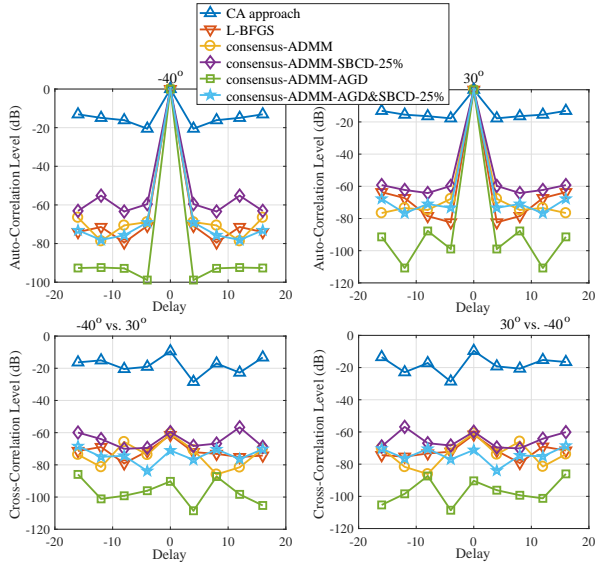 CA approach
L-BFGS
consensus-ADMM
consensus-ADMM-SBCD-25%
consensus-ADMM-AGD
consensus-ADMM-AGD&SBCD-25%
-40°
0
-20
-40
-60
-80
-100
Auto-Correlation Level (dB)
-20 -10 0 10 20
Delay
30°
0
-20
-40
-60
-80
-100
-120
Auto-Correlation Level (dB)
-20 -10 0 10 20
Delay
-40° vs. 30°
0
-20
-40
-60
-80
-100
-120
Cross-Correlation Level (dB)
-20 -10 0 10 20
Delay
30° vs. -40°
0
-20
-40
-60
-80
-100
-120
Cross-Correlation Level (dB)
-20 -10 0 10 20
Delay